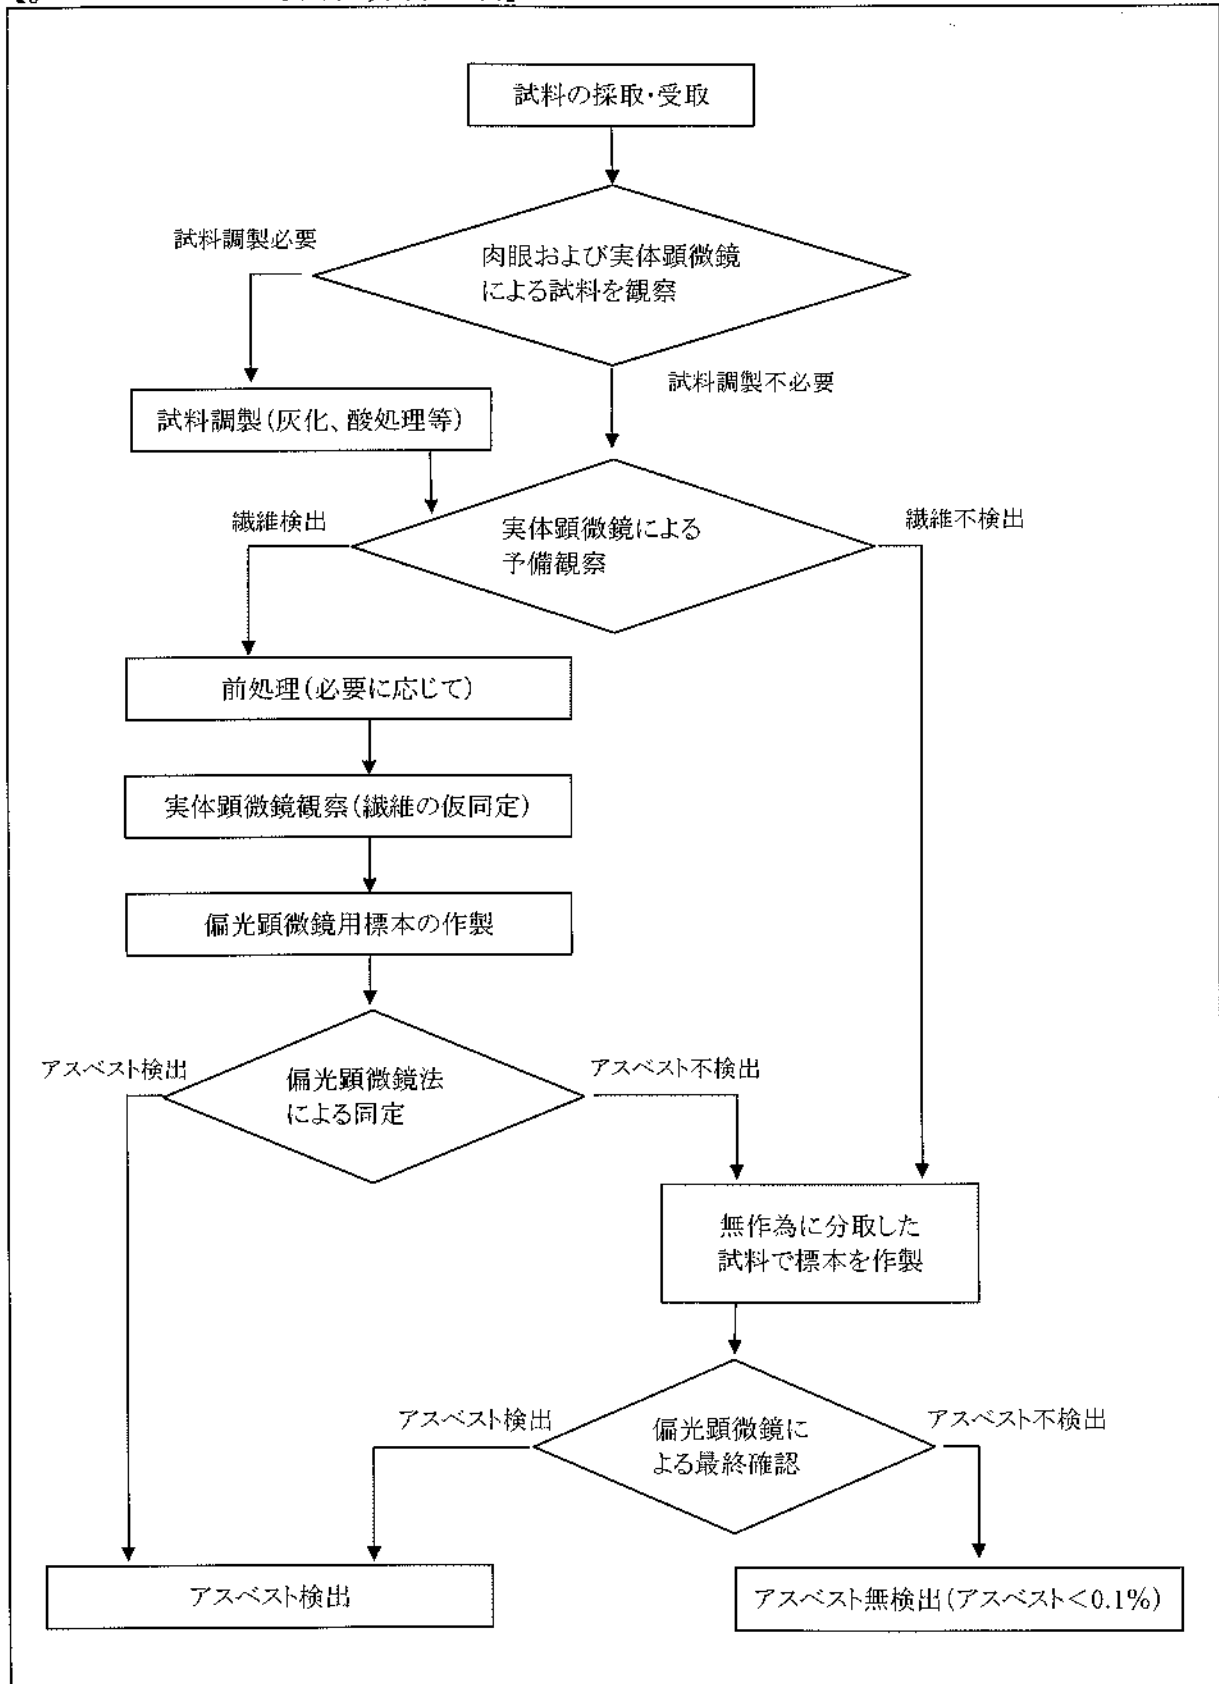 試料の採取・受取
試料調製必要
肉眼および実体顕微鏡
による試料を観察
試料調製不必要
試料調製(灰化、酸処理等)
繊維検出
実体顕微鏡による
予備観察
繊維不検出
前処理(必要に応じて)
実体顕微鏡観察(繊維の仮同定)
偏光顕微鏡用標本の作製
アスベスト検出
偏光顕微鏡法
による同定
アスベスト不検出
無作為に分取した
試料で標本を作製
アスベスト検出
偏光顕微鏡に
よる最終確認
アスベスト不検出
アスベスト検出
アスベスト無検出(アスベスト<0.1%)